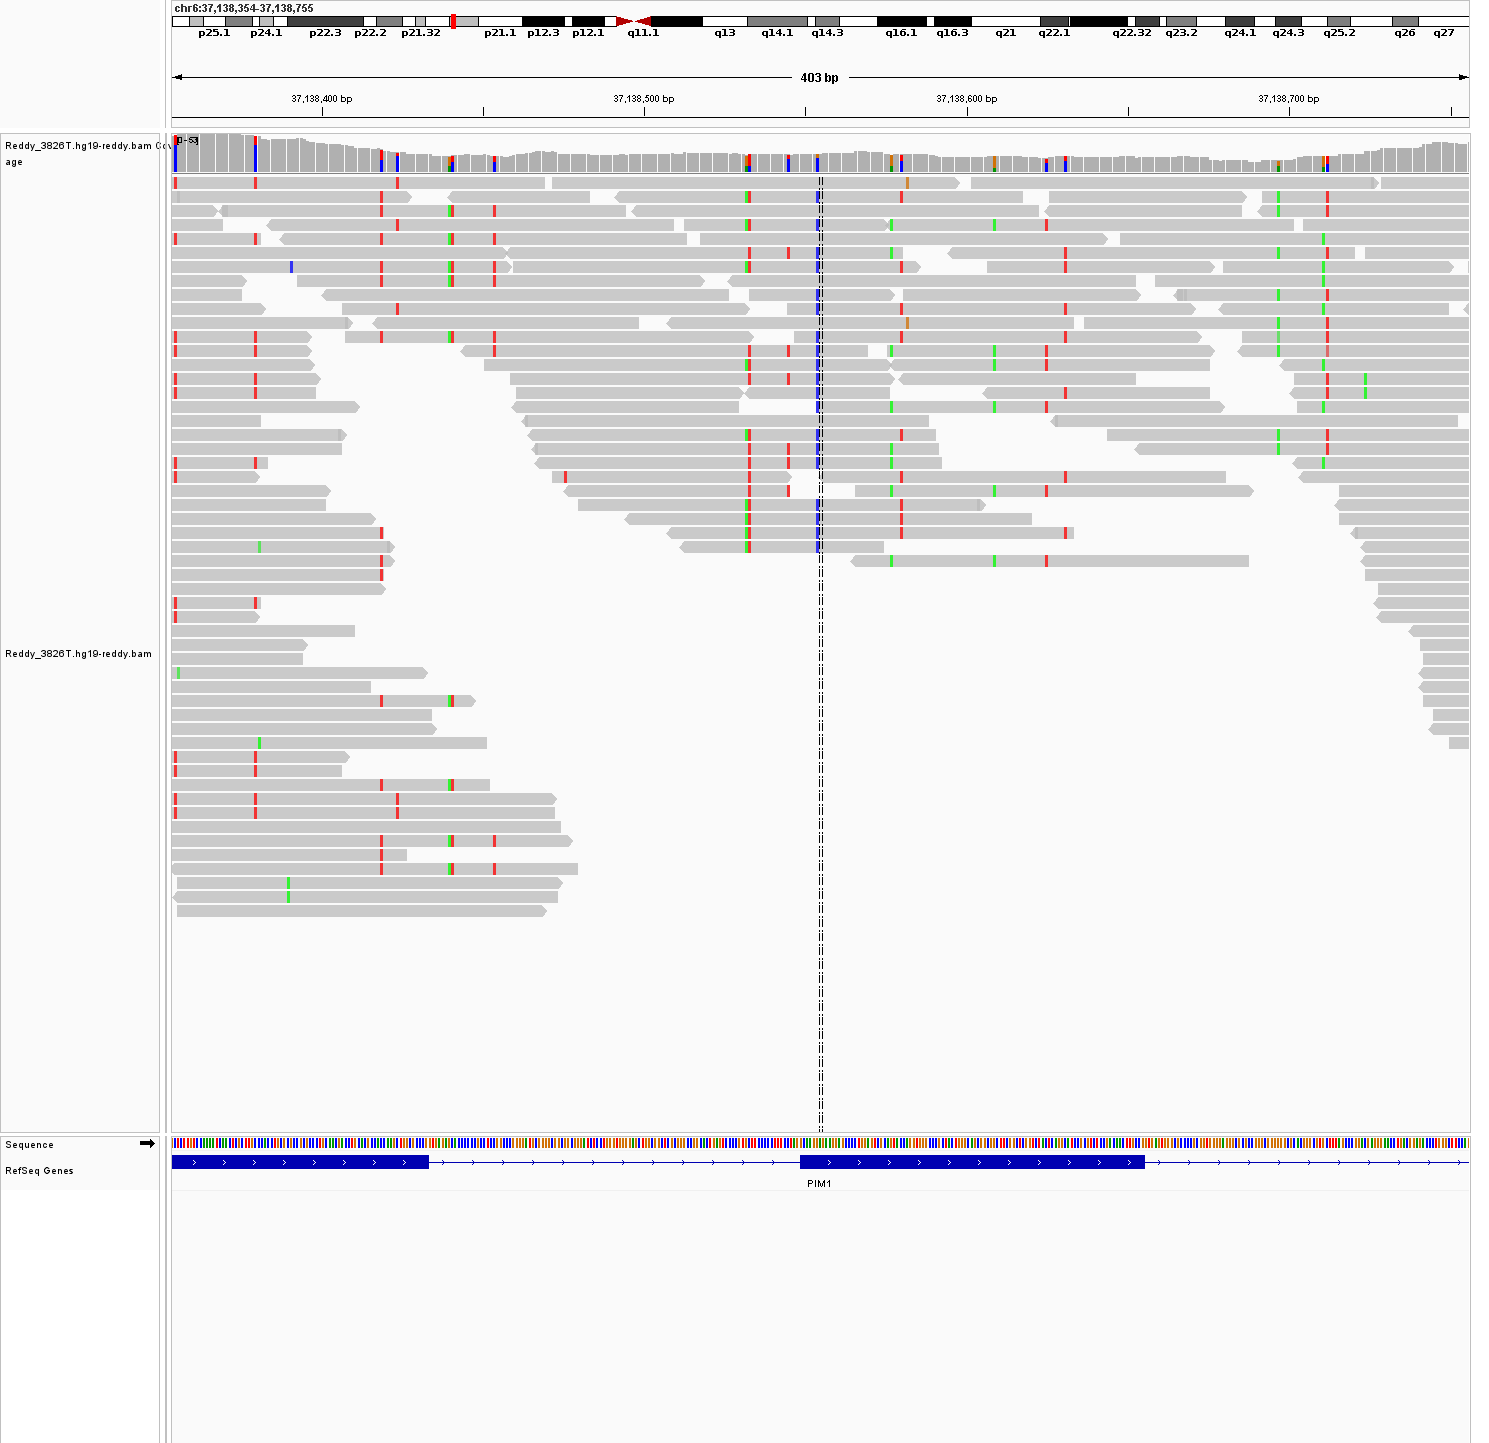 chr6:37,138,354-37,138,755
p25.1 p24.1 p22.3 p22.2 p21.32 p21.1 p12.3 p12.1 q11.1 q13 q14.1 q14.3 q16.1 q16.3 q21 q22.1 q22.32 q23.2 q24.1 q24.3 q25.2 q26 q27
403 bp
37,138,400 bp 37,138,500 bp 37,138,600 bp 37,138,700 bp
Reddy_3826T.hg19-reddy.bam Cov
age
[0-53]
Reddy_3826T.hg19-reddy.bam
Sequence
RefSeq Genes
PIM1